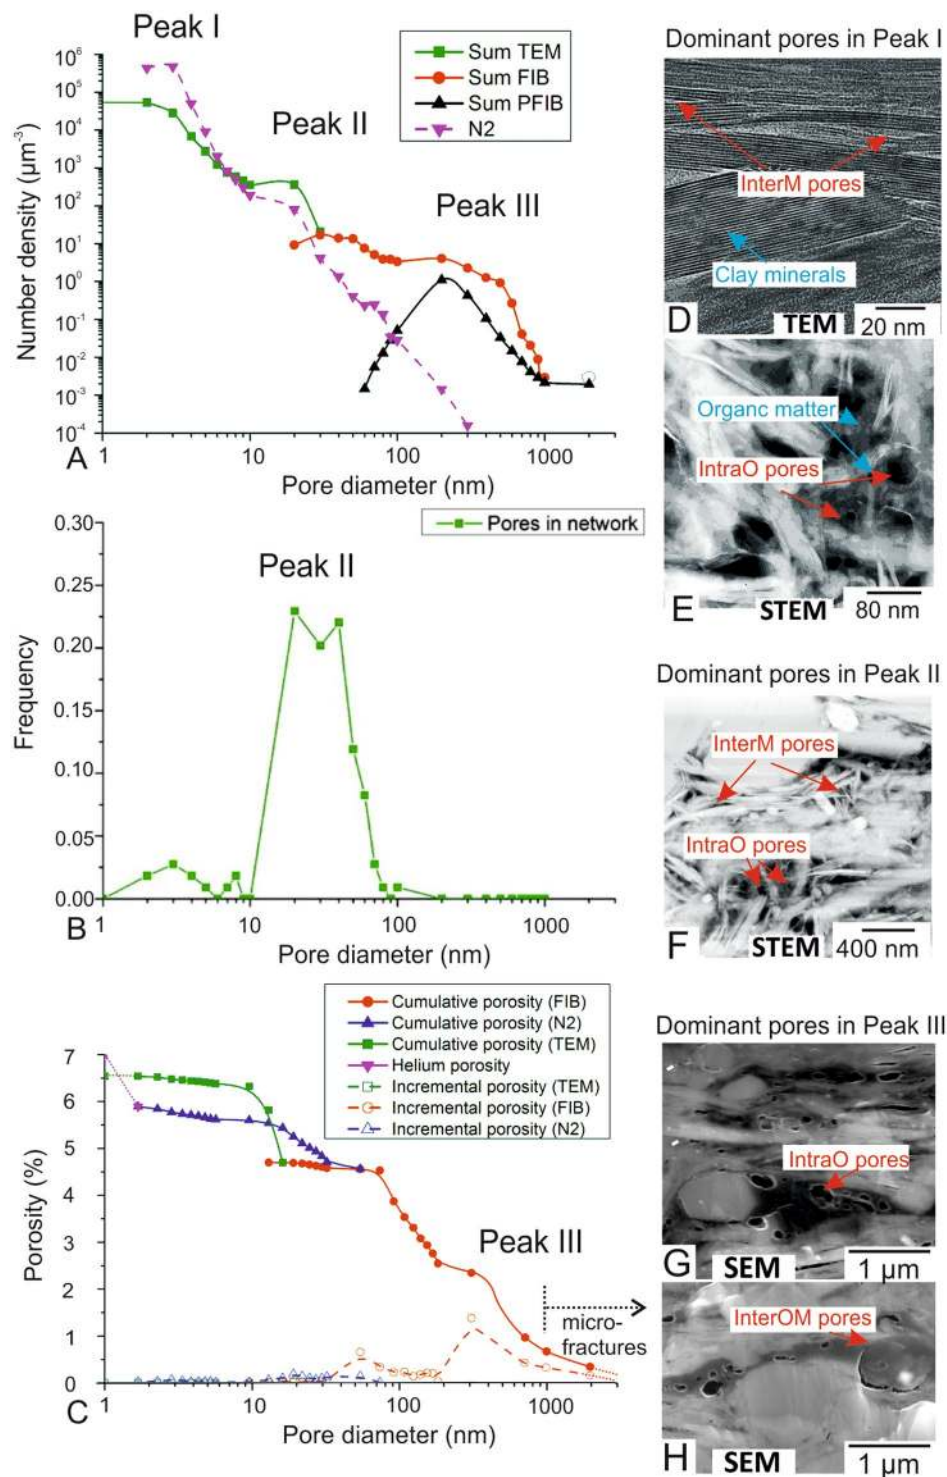 Peak I
Peak II
Peak III
Sum TEM
Sum FIB
Sum PFIB
N2
Number density (µm⁻³)
10⁶
10⁵
10⁴
10³
10²
10¹
10⁰
10⁻¹
10⁻²
10⁻³
10⁻⁴
1
10
100
1000
A
Pore diameter (nm)
Dominant pores in Peak I
InterM pores
Clay minerals
D
TEM
20 nm
Organc matter
IntraO pores
E
STEM
80 nm
Pores in network
Peak II
Frequency
0.30
0.25
0.20
0.15
0.10
0.05
0.00
1
10
100
1000
B
Pore diameter (nm)
Dominant pores in Peak II
InterM pores
IntraO pores
F
STEM
400 nm
Cumulative porosity (FIB)
Cumulative porosity (N2)
Cumulative porosity (TEM)
Helium porosity
Incremental porosity (TEM)
Incremental porosity (FIB)
Incremental porosity (N2)
Peak III
micro-
fractures
Porosity (%)
7
6
5
4
3
2
1
0
1
10
100
1000
C
Pore diameter (nm)
Dominant pores in Peak III
IntraO pores
G
SEM
1 µm
InterOM pores
H
SEM
1 µm